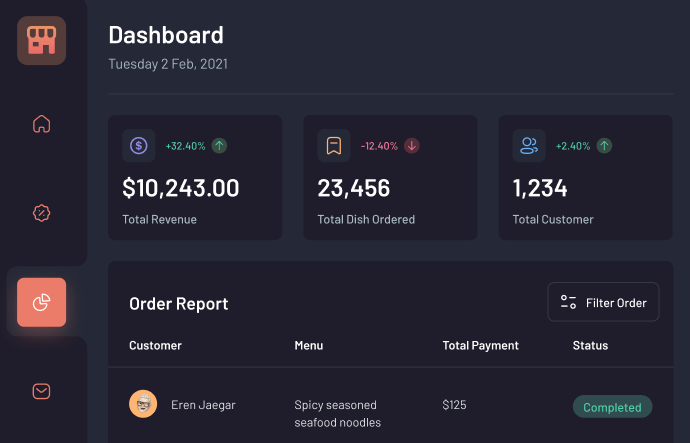 Dashboard
Tuesday 2 Feb, 2021
+32.40%
$10,243.00
Total Revenue
-12.40%
23,456
Total Dish Ordered
+2.40%
1,234
Total Customer
Order Report
Filter Order
Customer Menu Total Payment Status
Eren Jaegar Spicy seasoned $125 Completed
seafood noodles